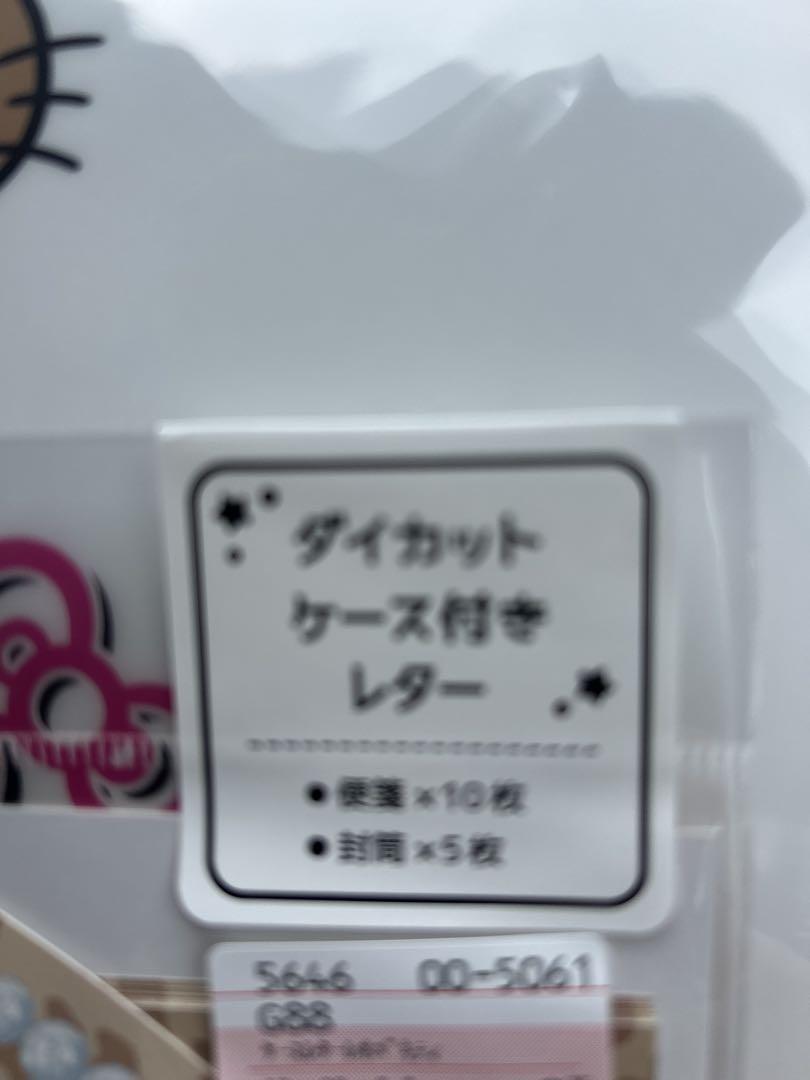 ダイカット
ケース付き
レター
●便箋×10枚
●封筒×5枚
5646 00-5061
G88